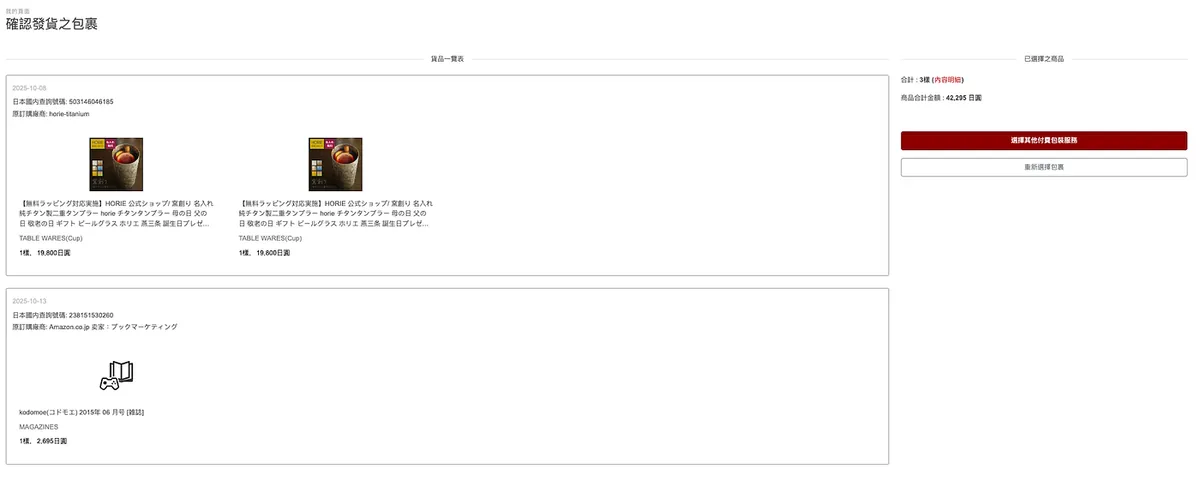 我的貨艙
確認發貨之包裹
貨品一覽表
2025-10-06
日本國內查詢號碼: 503146046185
原訂購廠商: horie-titanium
【無料ラッピング対応実施】HORIE 公式ショップ/ 窯創り 名入れ
純チタン製二重タンブラー horie チタンタンブラー 母の日 父の
日 敬老の日 ギフト ビールグラス ホリエ 燕三条 誕生日プレゼ...
TABLE WARES(Cup)
1樣, 19,800日圓
【無料ラッピング対応実施】HORIE 公式ショップ/ 窯創り 名入れ
純チタン製二重タンブラー horie チタンタンブラー 母の日 父の
日 敬老の日 ギフト ビールグラス ホリエ 燕三条 誕生日プレゼ...
TABLE WARES(Cup)
1樣, 19,800日圓
2025-10-13
日本國內查詢號碼: 238151530260
原訂購廠商: Amazon.co.jp 卖家：ブックマーケティング
kodomoe(コドモエ) 2015年 06 月号 [雑誌]
MAGAZINES
1樣, 2,695日圓
已選擇之商品
合計 : 3樣 (內容明細)
商品合計金額 : 42,295 日圓
選擇其他付費包裝服務
重新選擇包裹